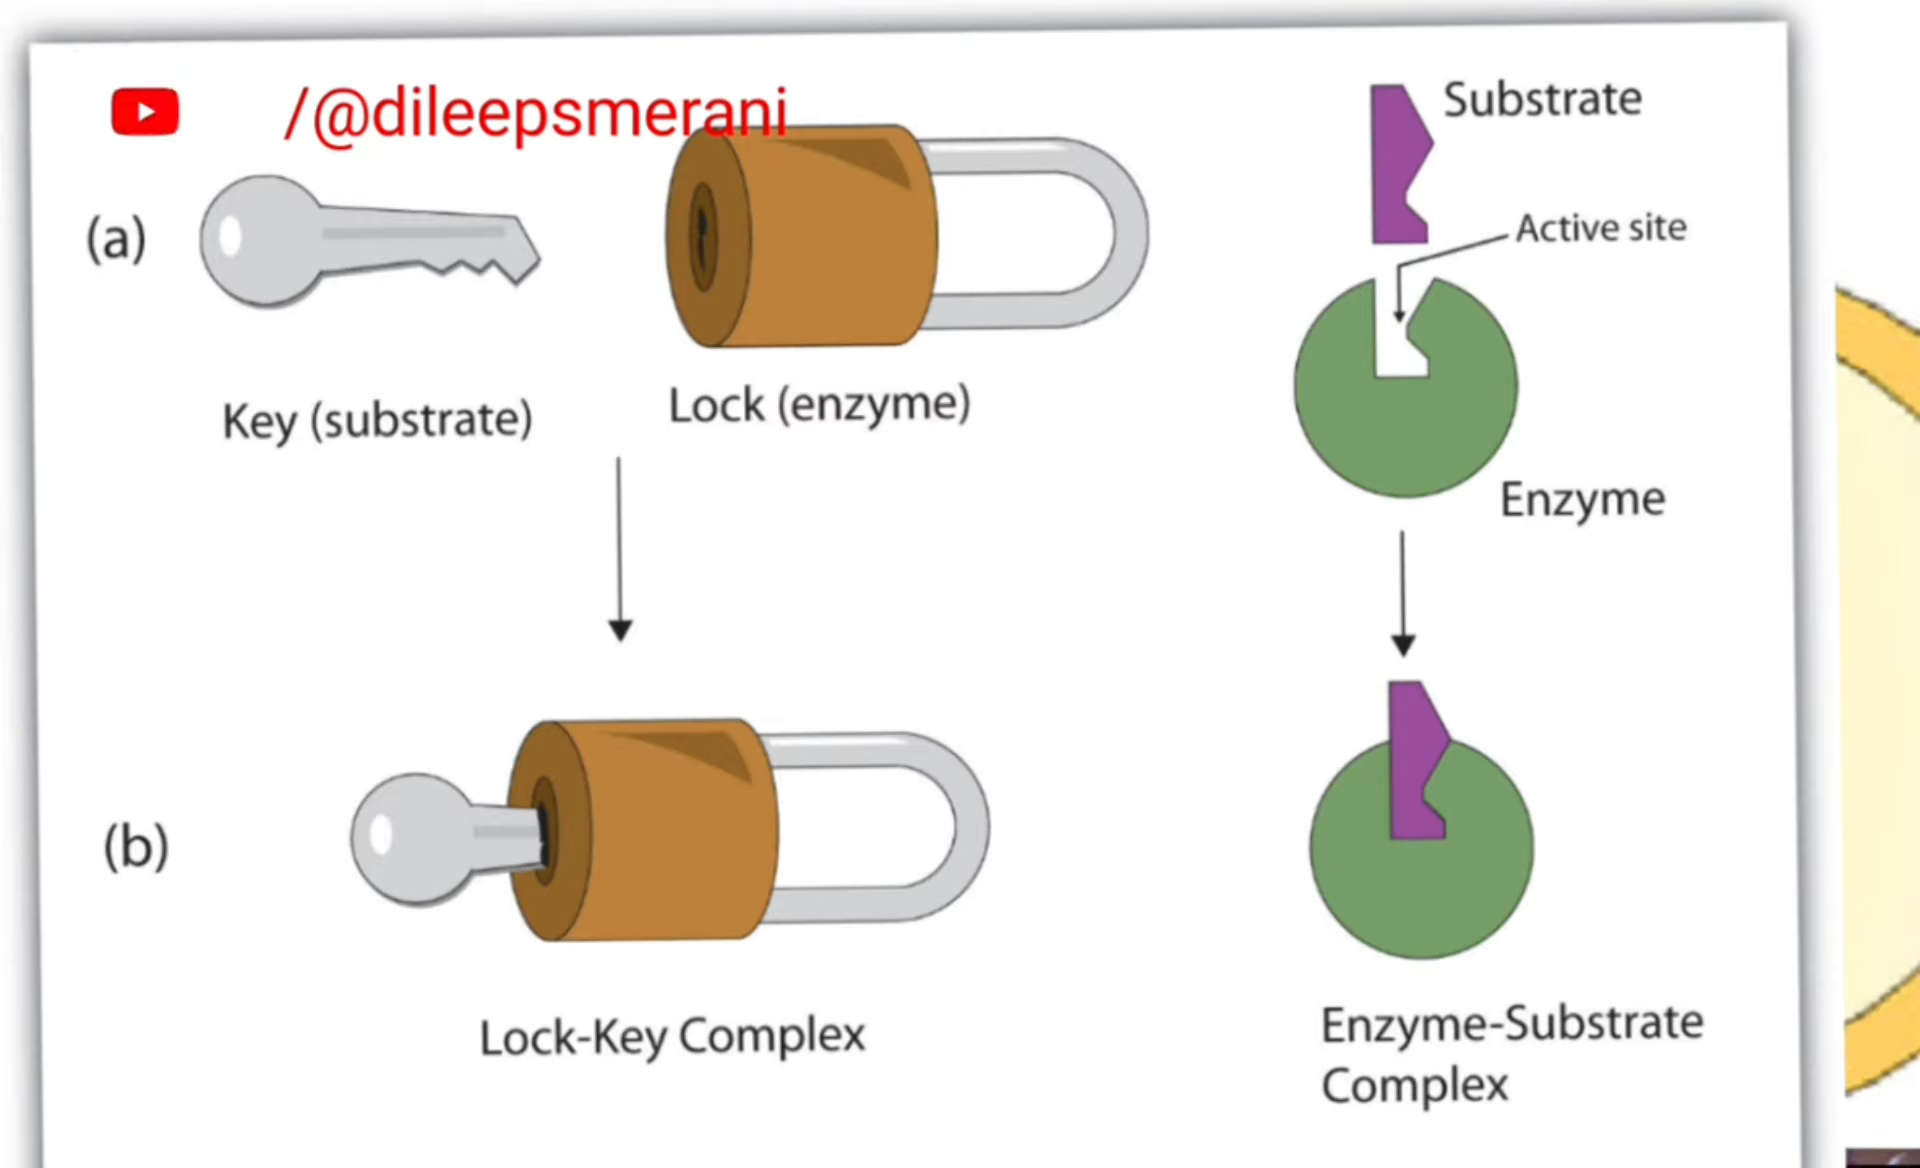 /@dileepsmerani
Substrate
(a)
Active site
Key (substrate)
Lock (enzyme)
Enzyme
(b)
Lock-Key Complex
Enzyme-Substrate
Complex